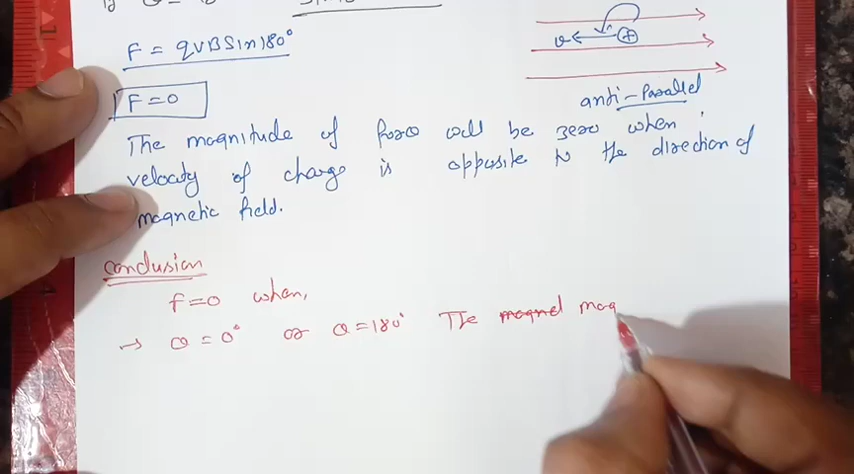 F = qVBSin180°
F = 0
+
v
anti-Parallel
The magnitude of force will be zero when
velocity of charge is opposite to the direction of
magnetic field.
conclusion
f = 0 when,
→ θ = 0° or θ = 180° The magned mag